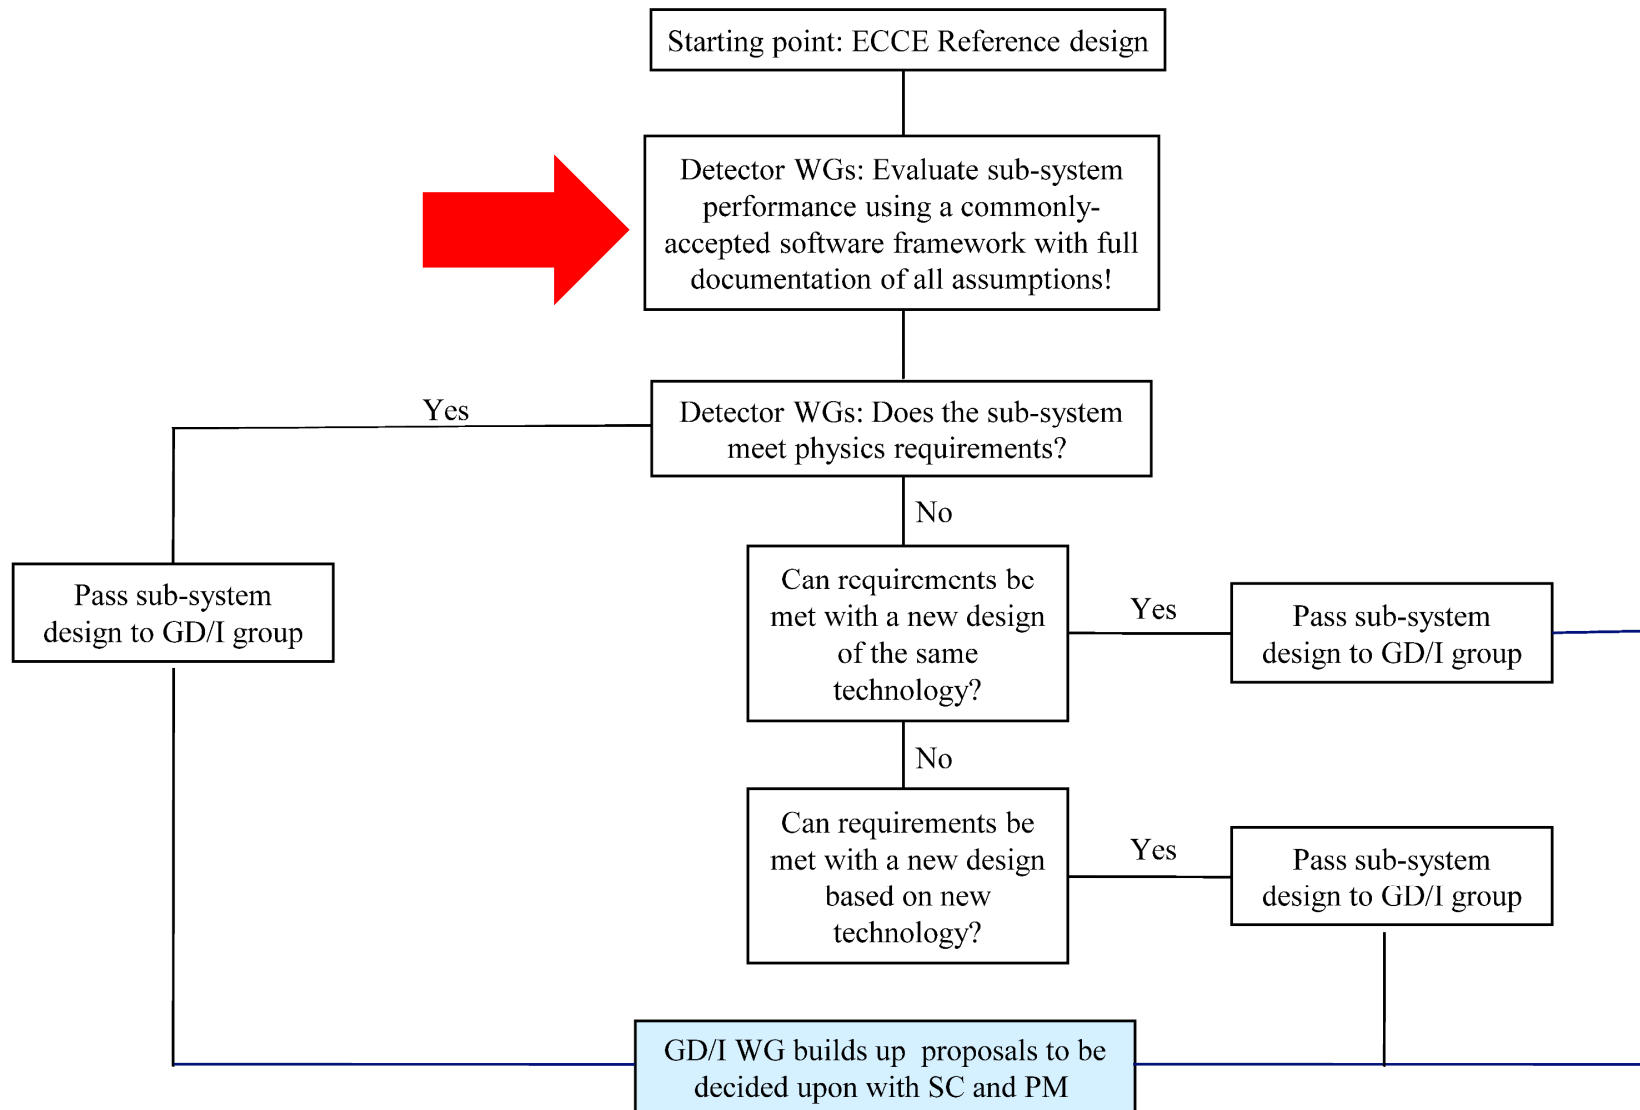 Starting point: ECCE Reference design
Detector WGs: Evaluate sub-system
performance using a commonly-
accepted software framework with full
documentation of all assumptions!
Yes
Detector WGs: Does the sub-system
meet physics requirements?
No
Pass sub-system
design to GD/I group
Can requirements be
met with a new design
of the same
technology?
Yes
Pass sub-system
design to GD/I group
No
Can requirements be
met with a new design
based on new
technology?
Yes
Pass sub-system
design to GD/I group
GD/I WG builds up proposals to be
decided upon with SC and PM